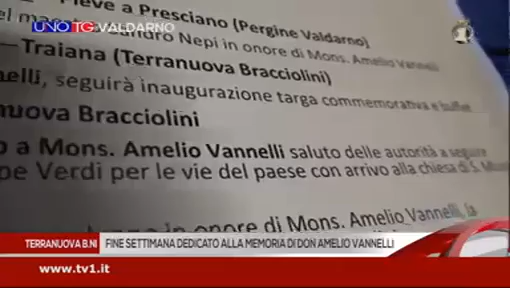 UNO TG VALDARNO
Pieve a Presciano (Pergine Valdarno)
Nepi in onore di Mons. Amelio Vannelli
Traiana (Terranuova Bracciolini)
nelli, seguirà inaugurazione targa commemorativa e buffet
nuova Bracciolini
o a Mons. Amelio Vannelli saluto delle autorità a seguire
pe Verdi per le vie del paese con arrivo alla chiesa di S.
in onore di Mons. Amelio Vannelli, la
TERRANUOVA B.NI
FINE SETTIMANA DEDICATO ALLA MEMORIA DI DON AMELIO VANNELLI
www.tv1.it